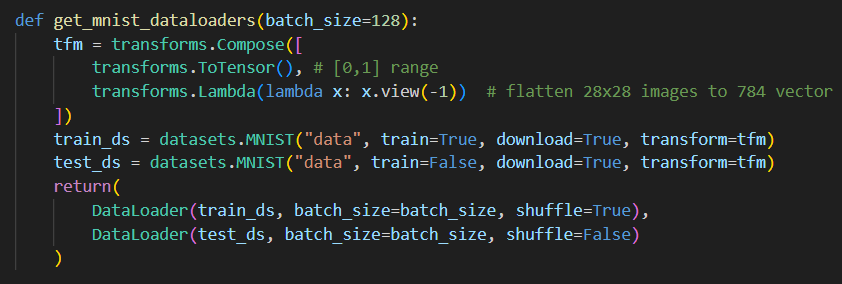 def get_mnist_dataloaders(batch_size=128):
    tfm = transforms.Compose([
        transforms.ToTensor(), # [0,1] range
        transforms.Lambda(lambda x: x.view(-1))  # flatten 28x28 images to 784 vector
    ])
    train_ds = datasets.MNIST("data", train=True, download=True, transform=tfm)
    test_ds = datasets.MNIST("data", train=False, download=True, transform=tfm)
    return(
        DataLoader(train_ds, batch_size=batch_size, shuffle=True),
        DataLoader(test_ds, batch_size=batch_size, shuffle=False)
    )